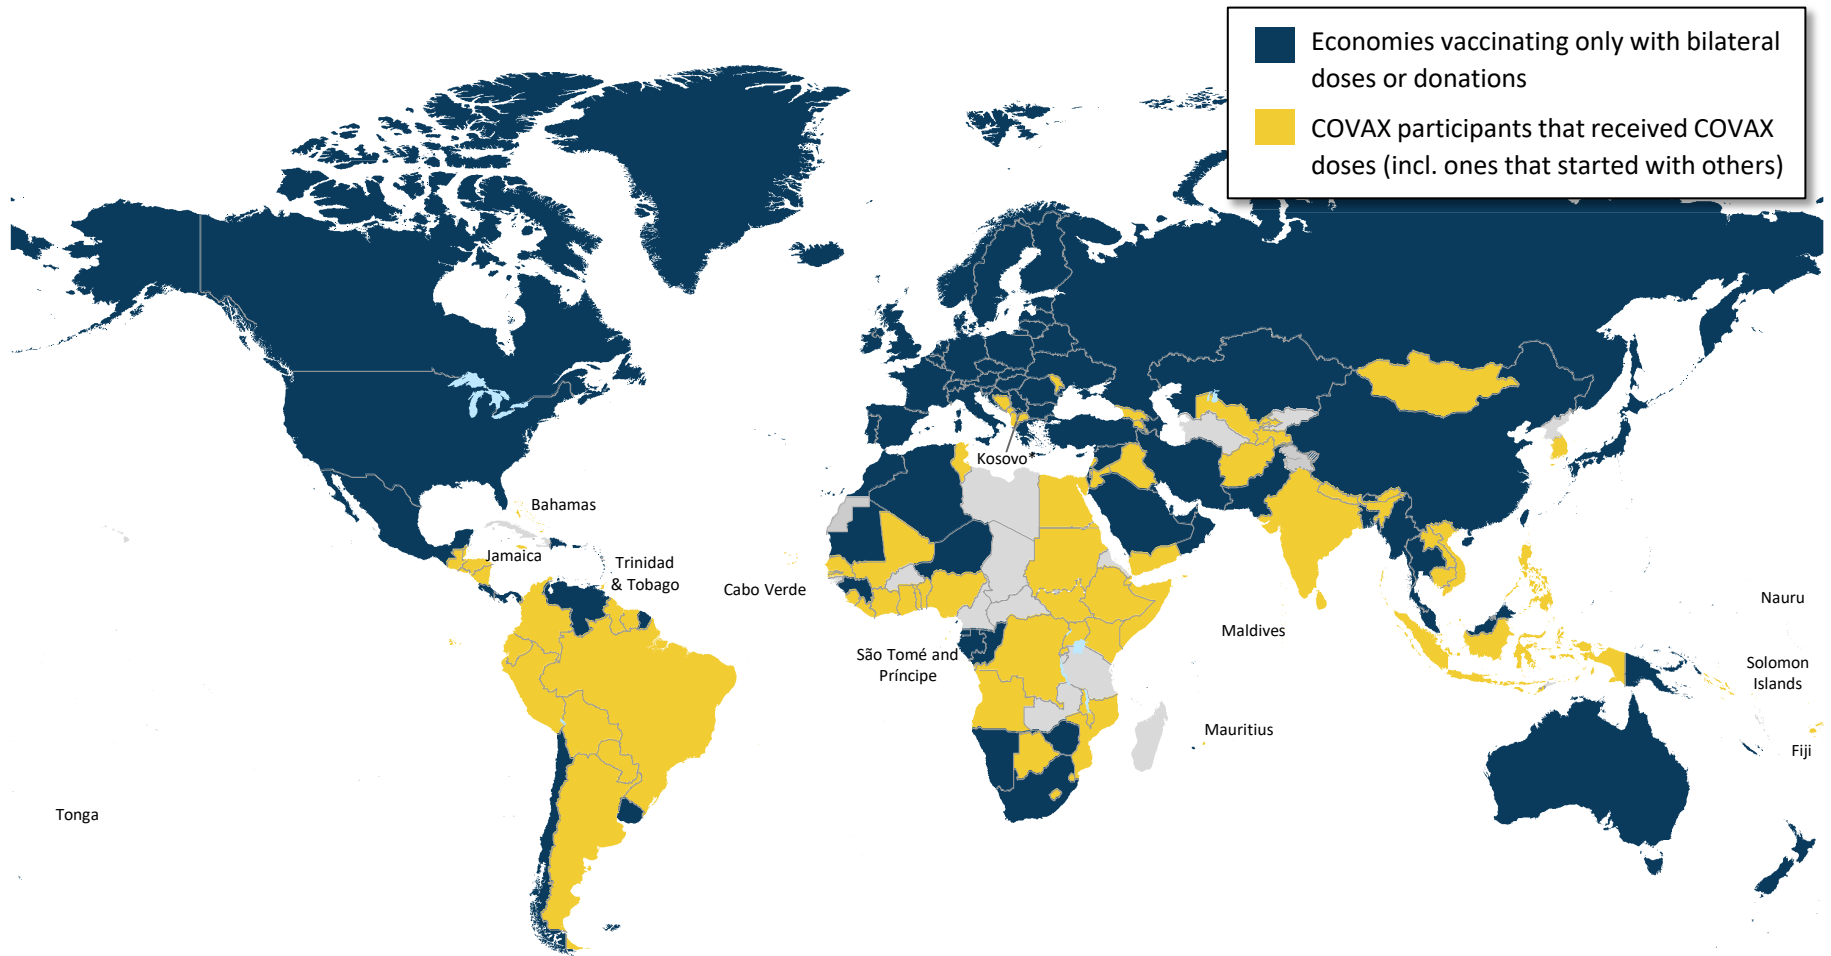 Economies vaccinating only with bilateral
doses or donations
COVAX participants that received COVAX
doses (incl. ones that started with others)
Kosovo*
Bahamas
Jamaica
Trinidad
& Tobago
Cabo Verde
Nauru
Maldives
São Tomé and
Príncipe
Solomon
Islands
Mauritius
Fiji
Tonga